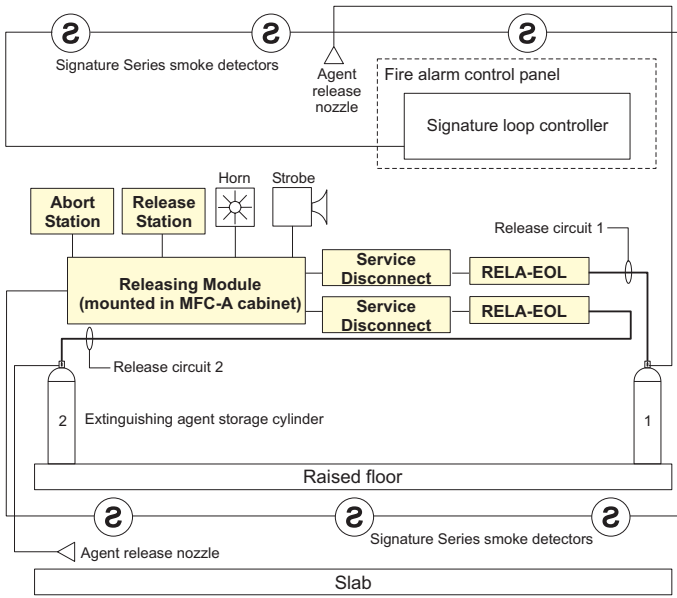 S S S
Signature Series smoke detectors
Agent
release
nozzle
Fire alarm control panel
Signature loop controller
Horn
Strobe
Abort
Station
Release
Station
Release circuit 1
Service
Disconnect
RELA-EOL
Releasing Module
(mounted in MFC-A cabinet)
Service
Disconnect
RELA-EOL
Release circuit 2
2
Extinguishing agent storage cylinder
1
Raised floor
S S S
Signature Series smoke detectors
Agent release nozzle
Slab